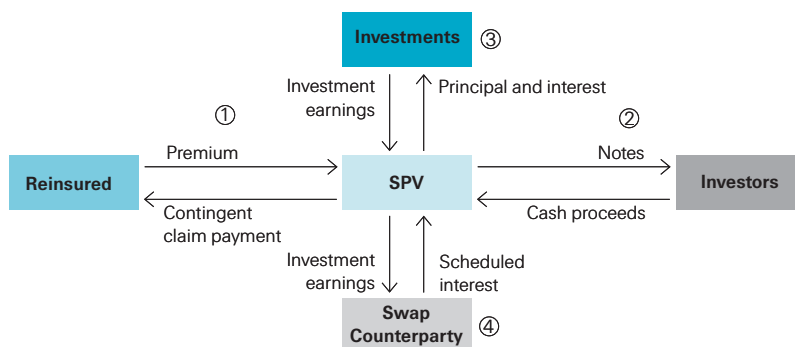 Investments ③
Investment
earnings
Principal and interest
①
②
Premium
Notes
Reinsured
SPV
Investors
Contingent
claim payment
Cash proceeds
Investment
earnings
Scheduled
interest
Swap
Counterparty ④